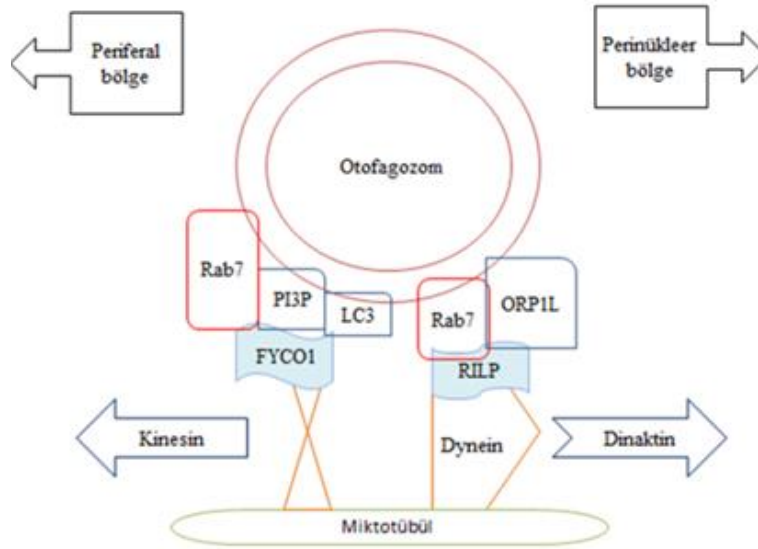 Periferal
bölge
Perinükleer
bölge
Otofagozom
Rab7
PI3P
LC3
FYCO1
Rab7
ORP1L
RILP
Kinesin
Dynein
Dinaktin
Miktotübül